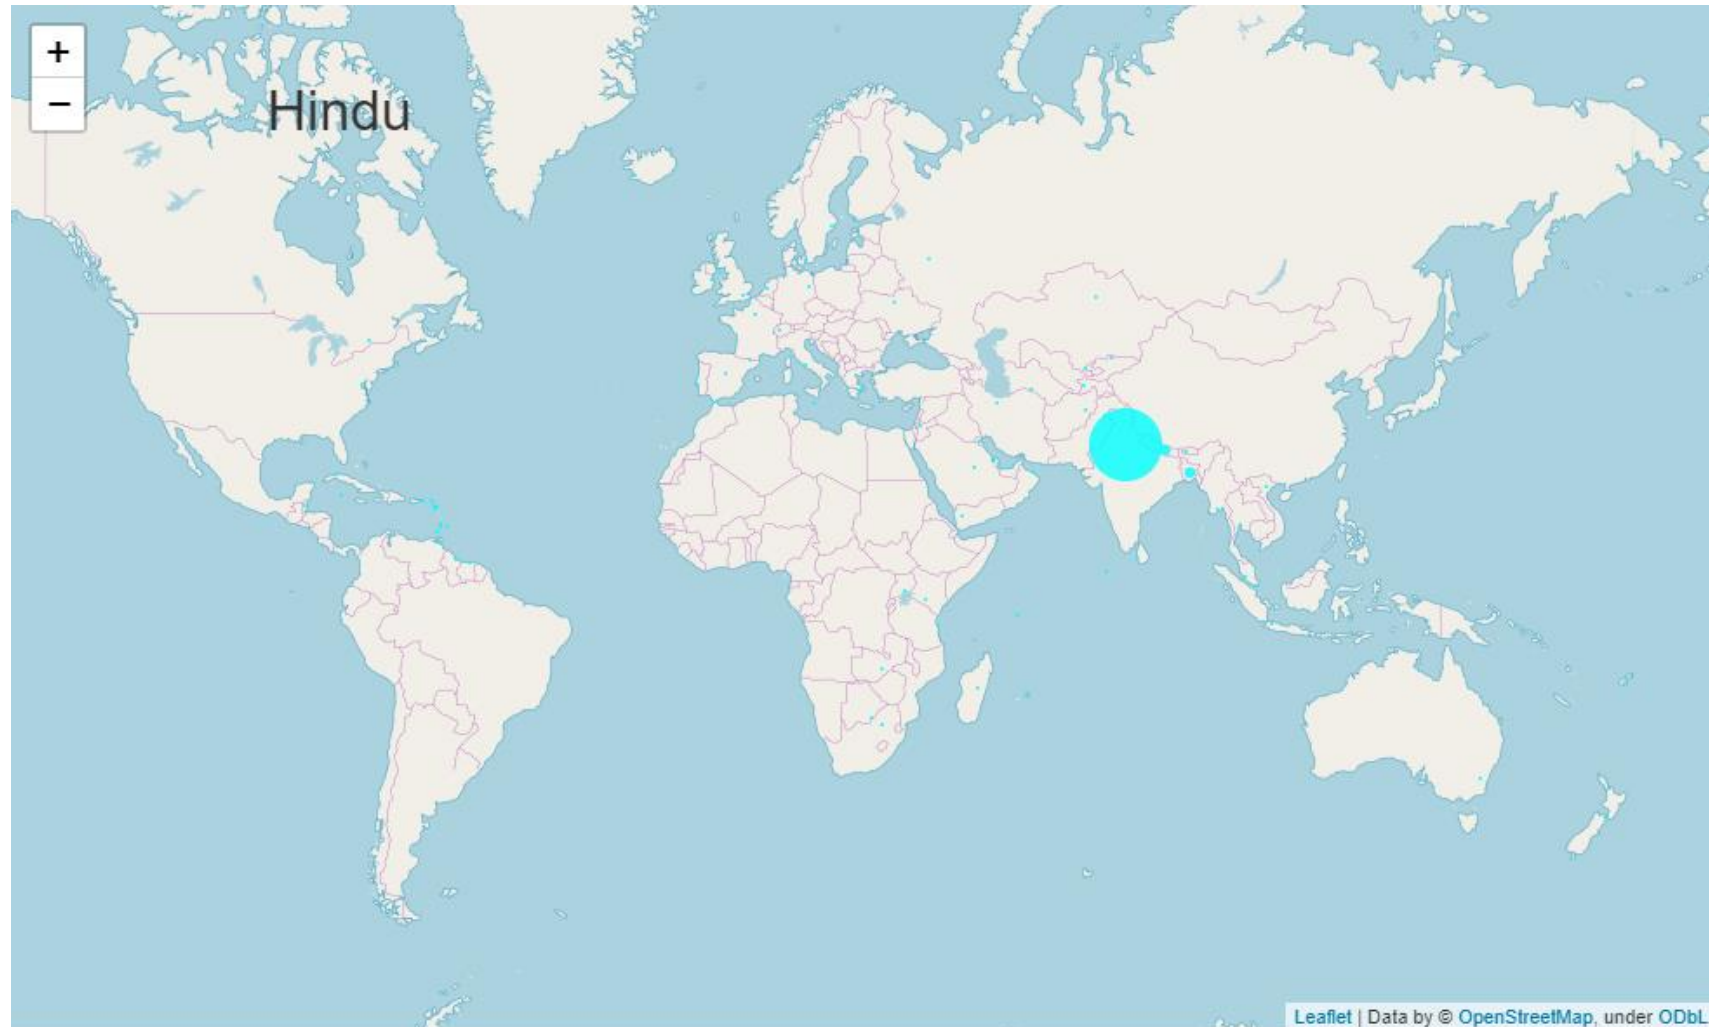 +
Hindu
−
Leaflet | Data by © OpenStreetMap, under ODbL